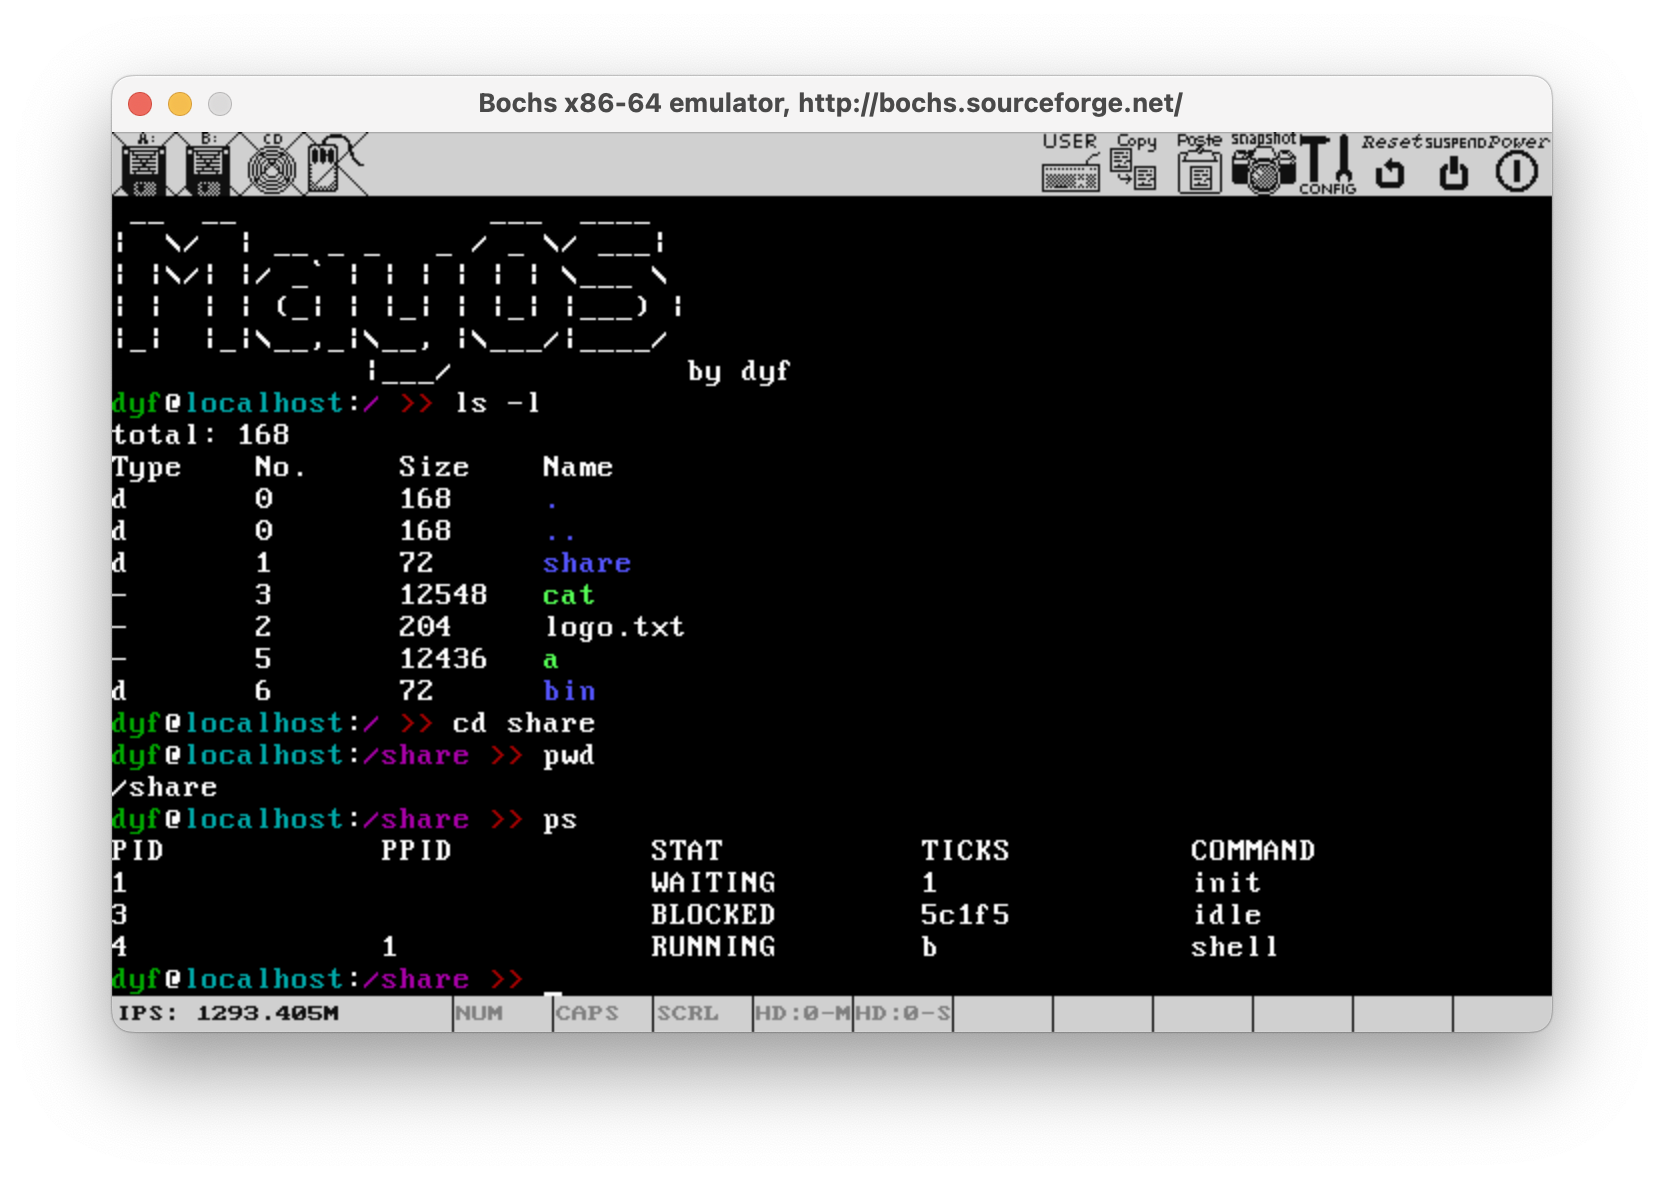 Bochs x86-64 emulator, http://bochs.sourceforge.net/
A: B: CD USER Copy Paste snapshot CONFIG Reset SUSPEND Power
MayOS
by dyf
dyf@localhost:/ >> ls -l
total: 168
Type No. Size Name
d 0 168 .
d 0 168 ..
d 1 72 share
- 3 12548 cat
- 2 204 logo.txt
- 5 12436 a
d 6 72 bin
dyf@localhost:/ >> cd share
dyf@localhost:/share >> pwd
/share
dyf@localhost:/share >> ps
PID PPID STAT TICKS COMMAND
1 WAITING 1 init
3 BLOCKED 5c1f5 idle
4 1 RUNNING b shell
dyf@localhost:/share >> _
IPS: 1293.405M NUM CAPS SCRL HD:0-M HD:0-S